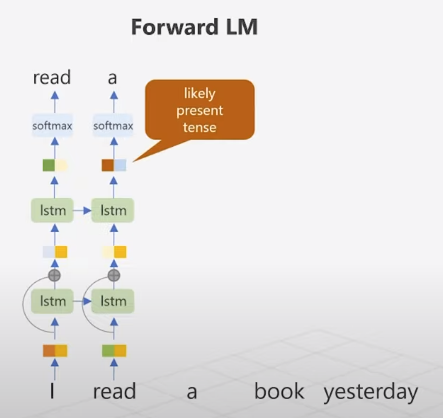 Forward LM
read a
likely
present
tense
softmax softmax
lstm lstm
lstm lstm
I read a book yesterday